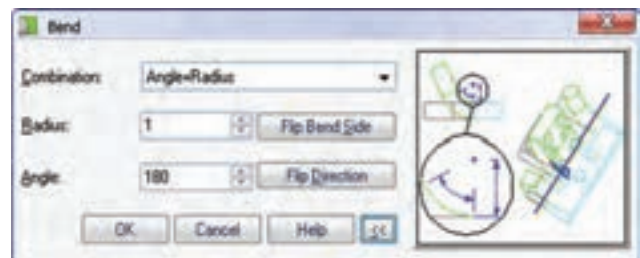 Bend
Combination: Angle+Radius
Radius: 1 Flip Bend Side
Angle: 180 Flip Direction
OK Cancel Help <<